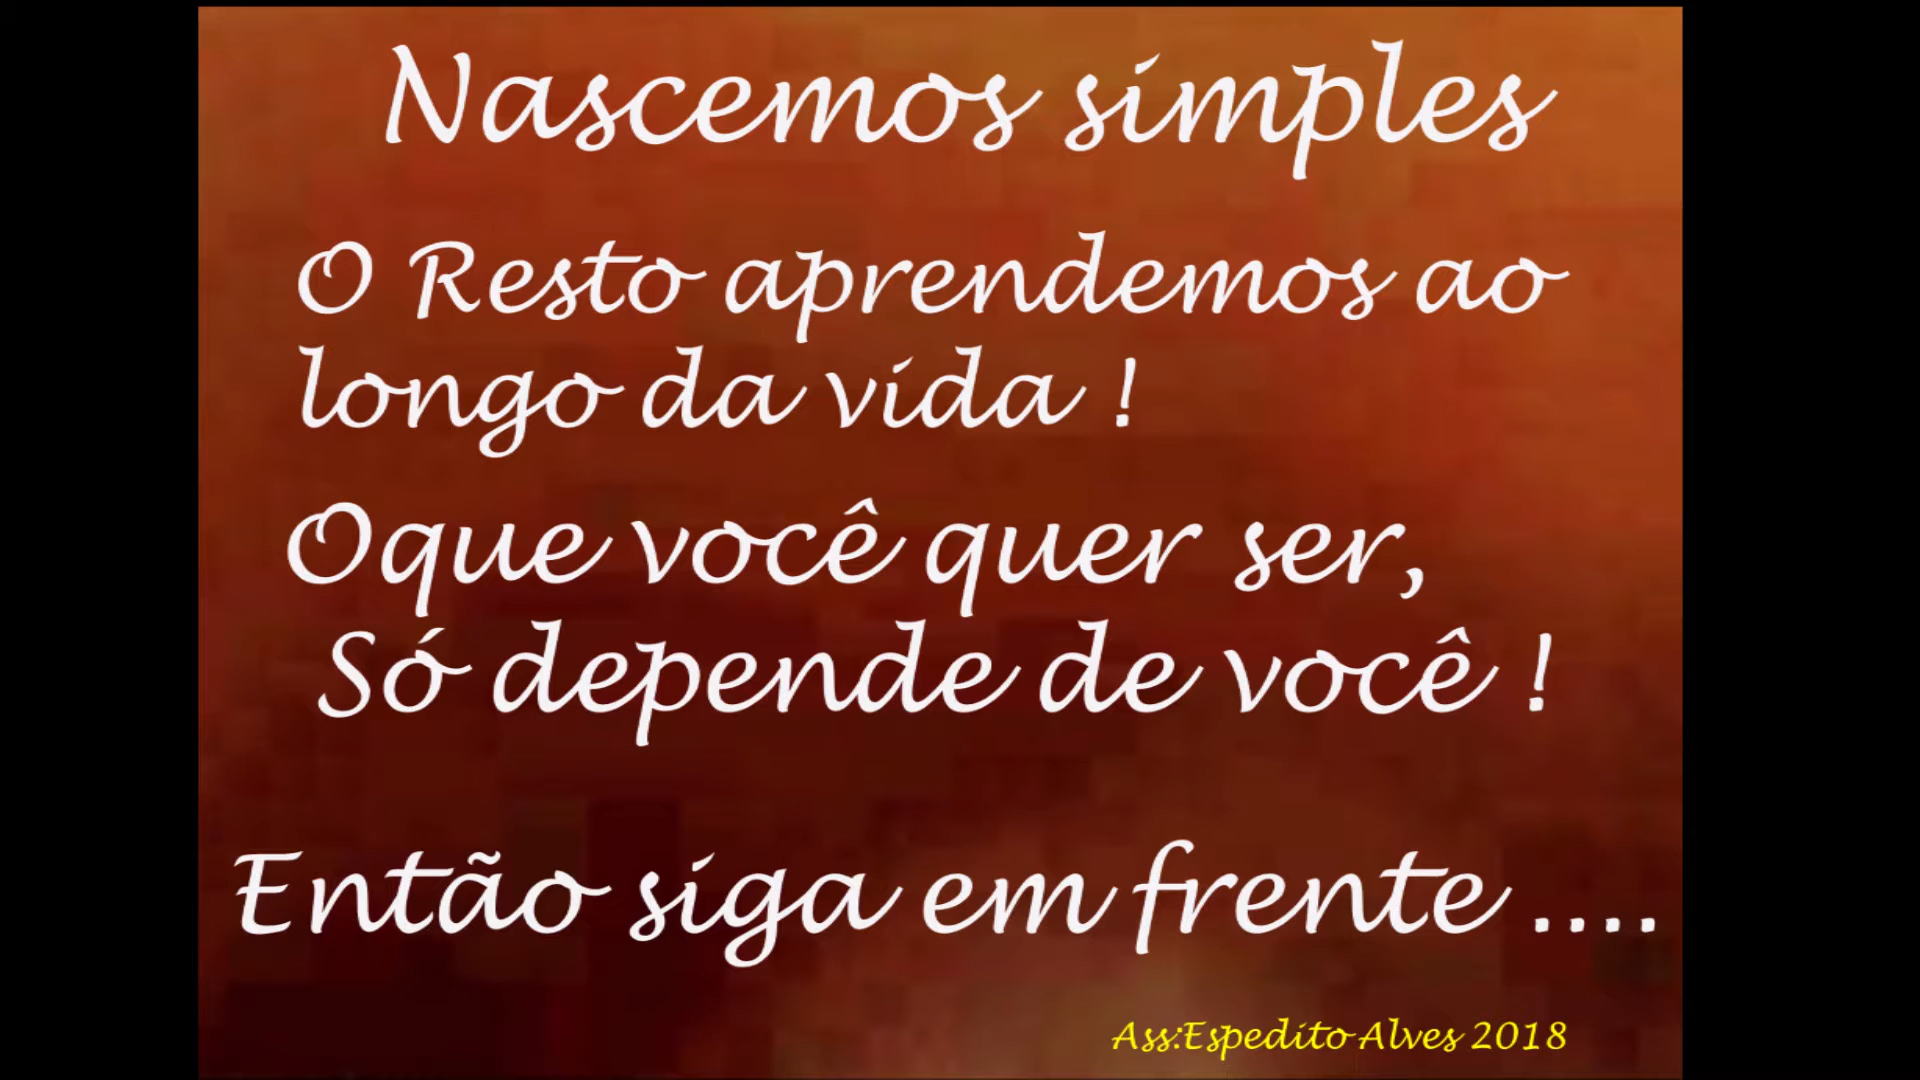 Nascemos simples
O Resto aprendemos ao
longo da vida !
Oque você quer ser,
Só depende de você !
Então siga em frente ....
Ass:Espedito Alves 2018